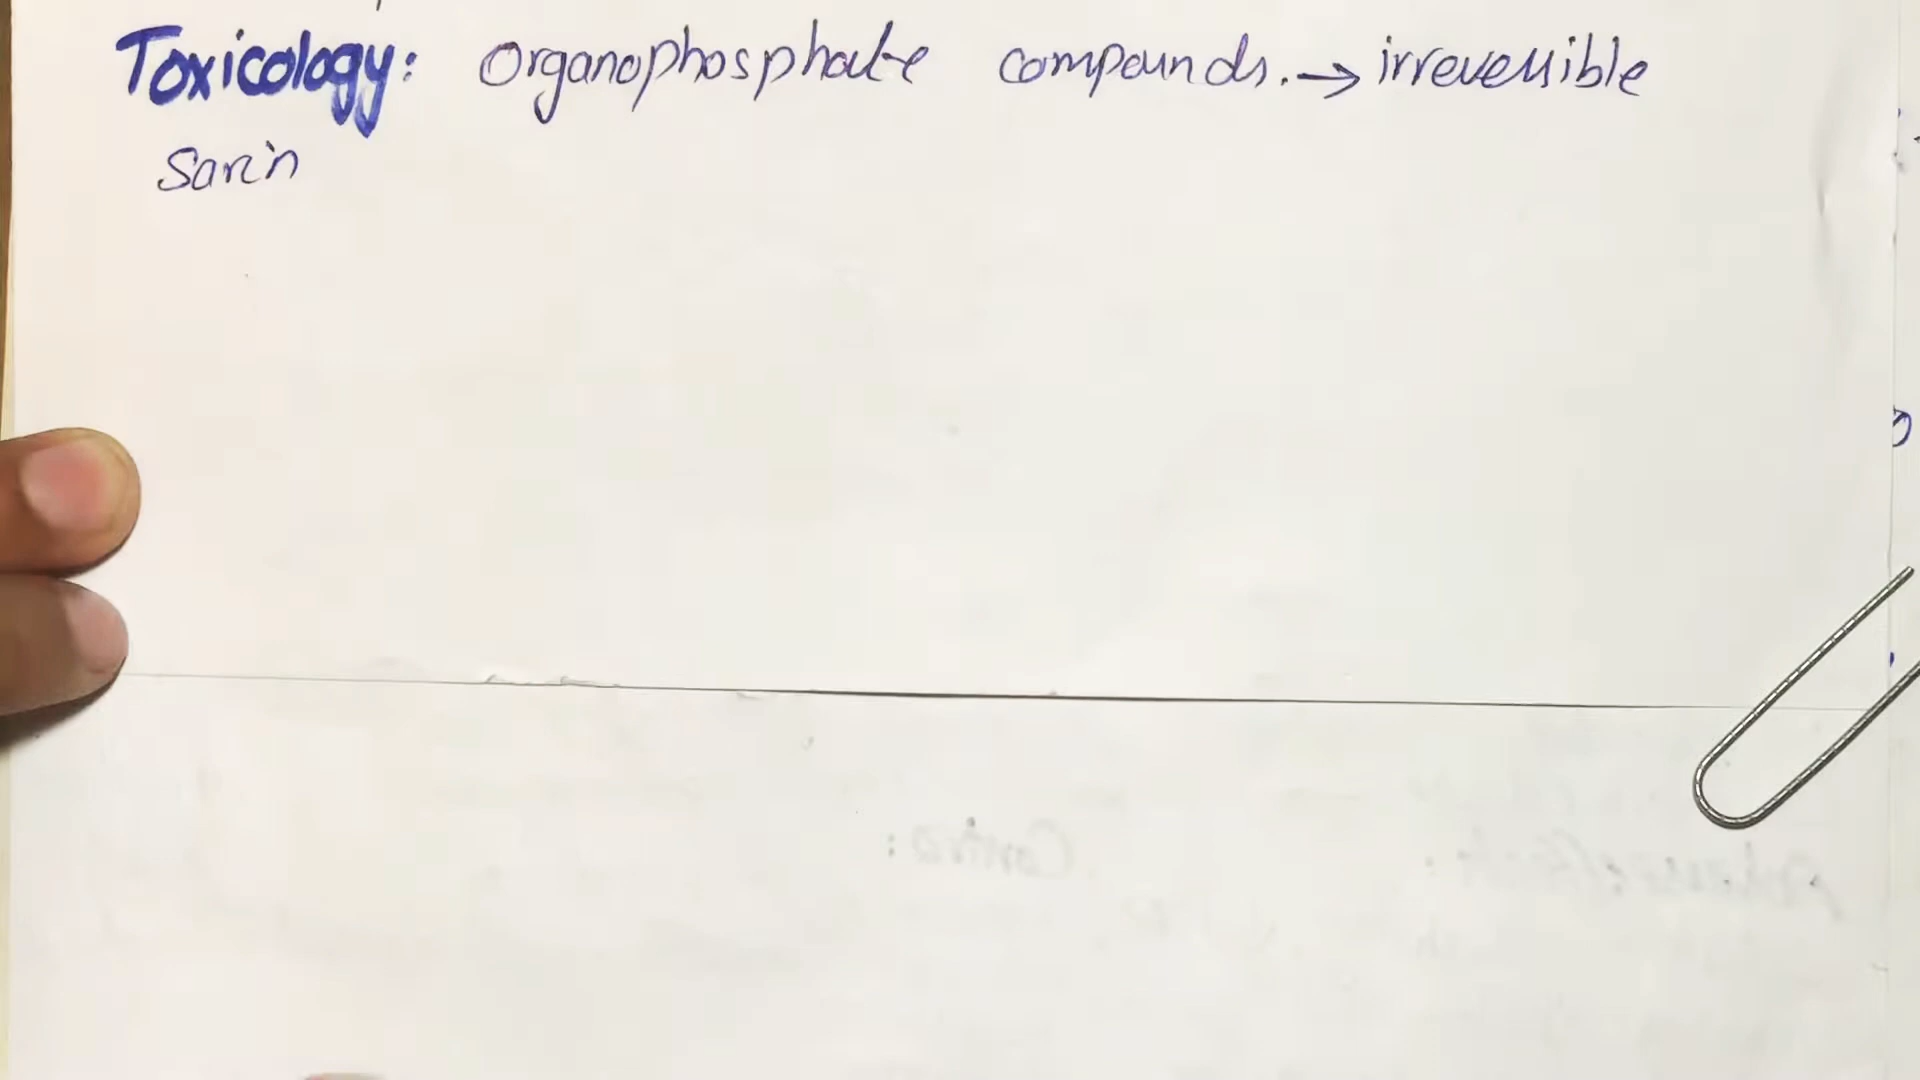 Toxicology: Organophosphate compounds. → irreversible
Sarin